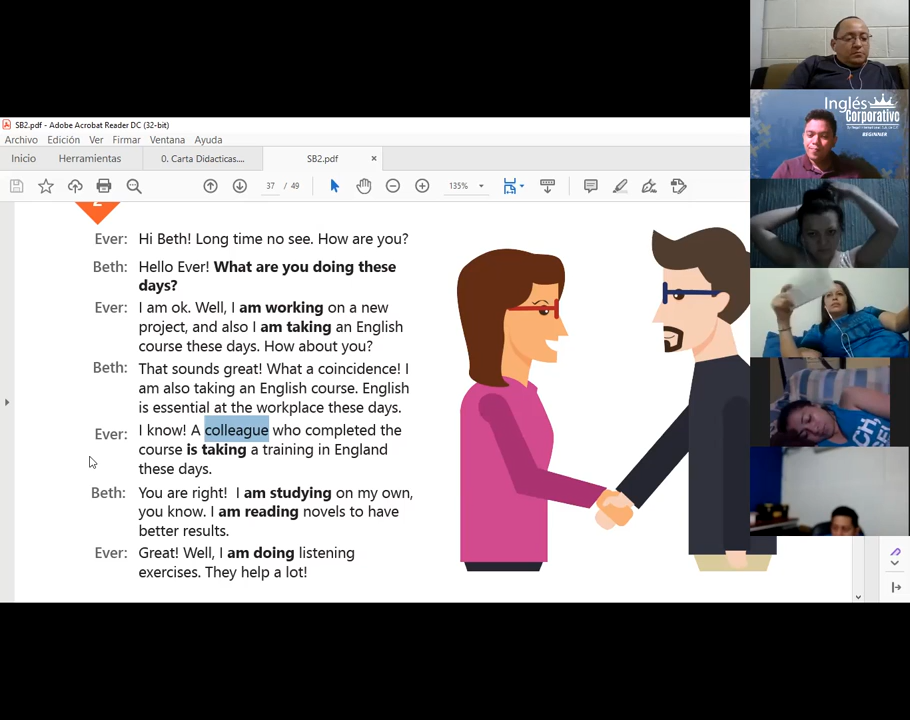 SB2.pdf - Adobe Acrobat Reader DC (32-bit)
Archivo Edición Ver Firmar Ventana Ayuda
Inicio Herramientas 0. Carta Didacticas.... SB2.pdf ×
37 / 49 135%
2
Ever: Hi Beth! Long time no see. How are you?
Beth: Hello Ever! What are you doing these
days?
Ever: I am ok. Well, I am working on a new
project, and also I am taking an English
course these days. How about you?
Beth: That sounds great! What a coincidence! I
am also taking an English course. English
is essential at the workplace these days.
Ever: I know! A colleague who completed the
course is taking a training in England
these days.
Beth: You are right! I am studying on my own,
you know. I am reading novels to have
better results.
Ever: Great! Well, I am doing listening
exercises. They help a lot!
Inglés
Corporativo
BEGINNER